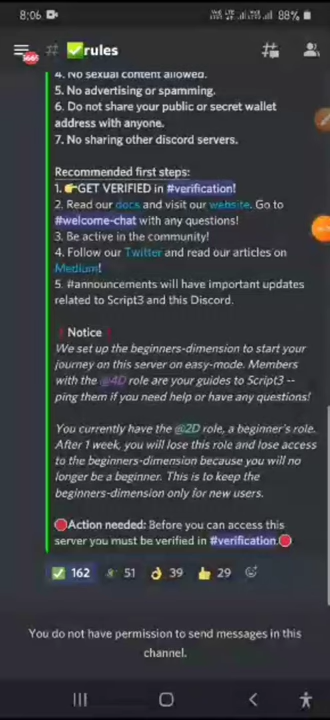 8:06
88%
# ✅rules
4. No sexual content allowed.
5. No advertising or spamming.
6. Do not share your public or secret wallet
address with anyone.
7. No sharing other discord servers.
Recommended first steps:
1. 👉GET VERIFIED in #verification!
2. Read our docs and visit our website. Go to
#welcome-chat with any questions!
3. Be active in the community!
4. Follow our Twitter and read our articles on
Medium!
5. #announcements will have important updates
related to Script3 and this Discord.
❗Notice❗
We set up the beginners-dimension to start your
journey on this server on easy-mode. Members
with the @4D role are your guides to Script3 --
ping them if you need help or have any questions!
You currently have the @2D role, a beginner's role.
After 1 week, you will lose this role and lose access
to the beginners-dimension because you will no
longer be a beginner. This is to keep the
beginners-dimension only for new users.
🔴Action needed: Before you can access this
server you must be verified in #verification.🔴
✅ 162 51 👌 39 👍 29
You do not have permission to send messages in this
channel.